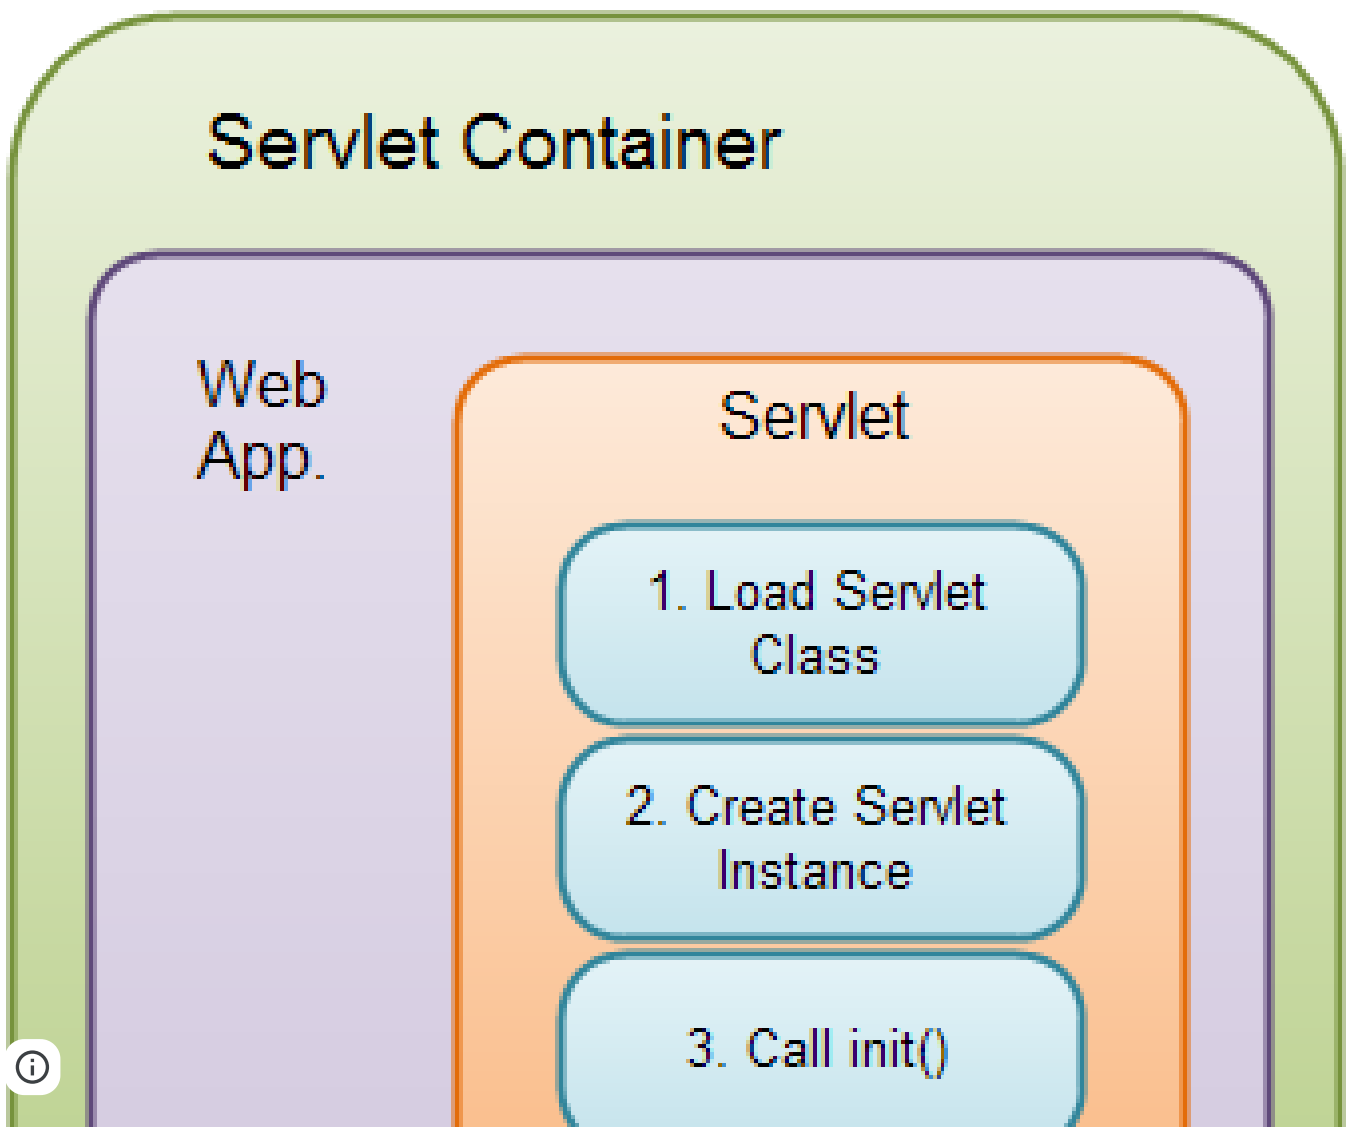 Servlet Container
Web
App.
Servlet
1. Load Servlet
Class
2. Create Servlet
Instance
3. Call init()